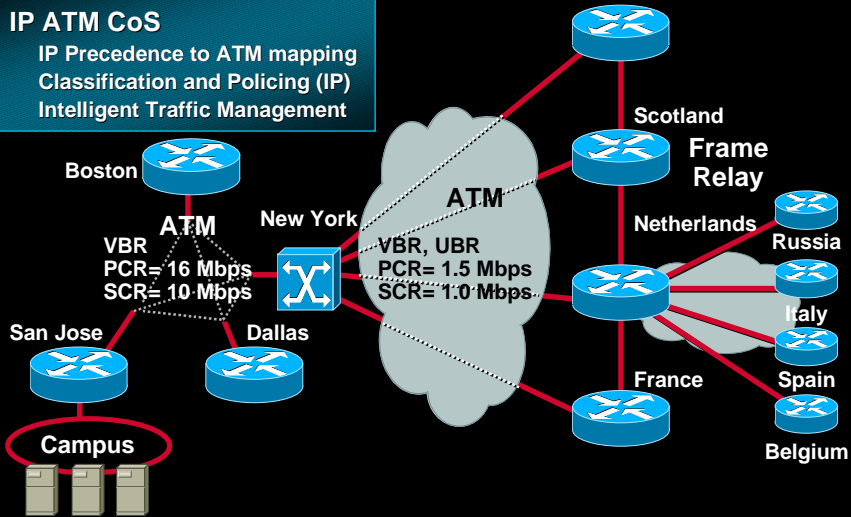 IP ATM CoS
IP Precedence to ATM mapping
Classification and Policing (IP)
Intelligent Traffic Management
Boston
ATM
VBR
PCR= 16 Mbps
SCR= 10 Mbps
New York
San Jose
Dallas
Campus
ATM
VBR, UBR
PCR= 1.5 Mbps
SCR= 1.0 Mbps
Scotland
Frame
Relay
Netherlands
Russia
Italy
Spain
France
Belgium